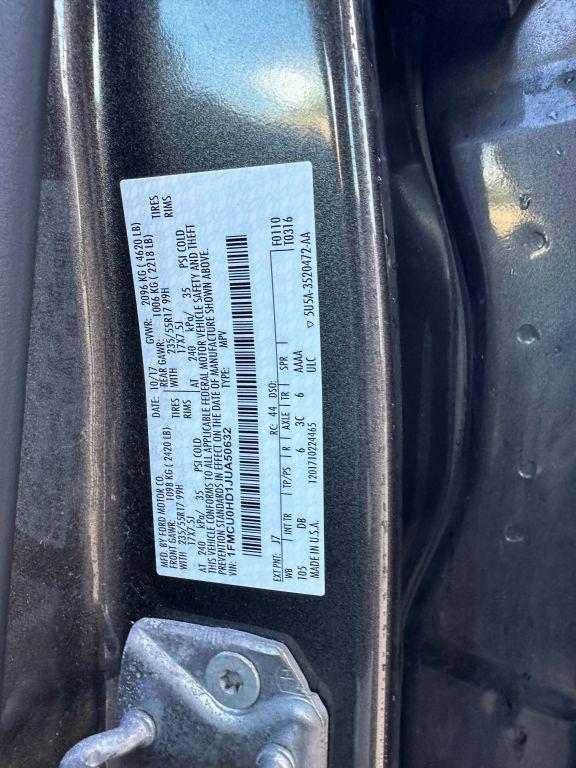 MFD. BY FORD MOTOR CO.
DATE: 10/17 GVWR: 2096 KG ( 4620 LB)
FRONT GAWR: 1098 KG ( 2420 LB) REAR GAWR: 1006 KG ( 2218 LB)
WITH 235/55R17 99H TIRES WITH 235/55R17 99H TIRES
17X7.5J RIMS 17X7.5J RIMS
AT 240 kPa/ 35 PSI COLD AT 240 kPa/ 35 PSI COLD
THIS VEHICLE CONFORMS TO ALL APPLICABLE FEDERAL MOTOR VEHICLE SAFETY AND THEFT
PREVENTION STANDARDS IN EFFECT ON THE DATE OF MANUFACTURE SHOWN ABOVE.
VIN: 1FMCU0HD1JUA50632 TYPE: MPV
F0110
EXT PNT: J7 RC: 44 DSO: T0316
WB INT TR TP/PS R AXLE TR SPR
105 DB 6 3C 6 AAAA
5U5A-3520472-AA
MADE IN U.S.A. 1201710224465 ULC